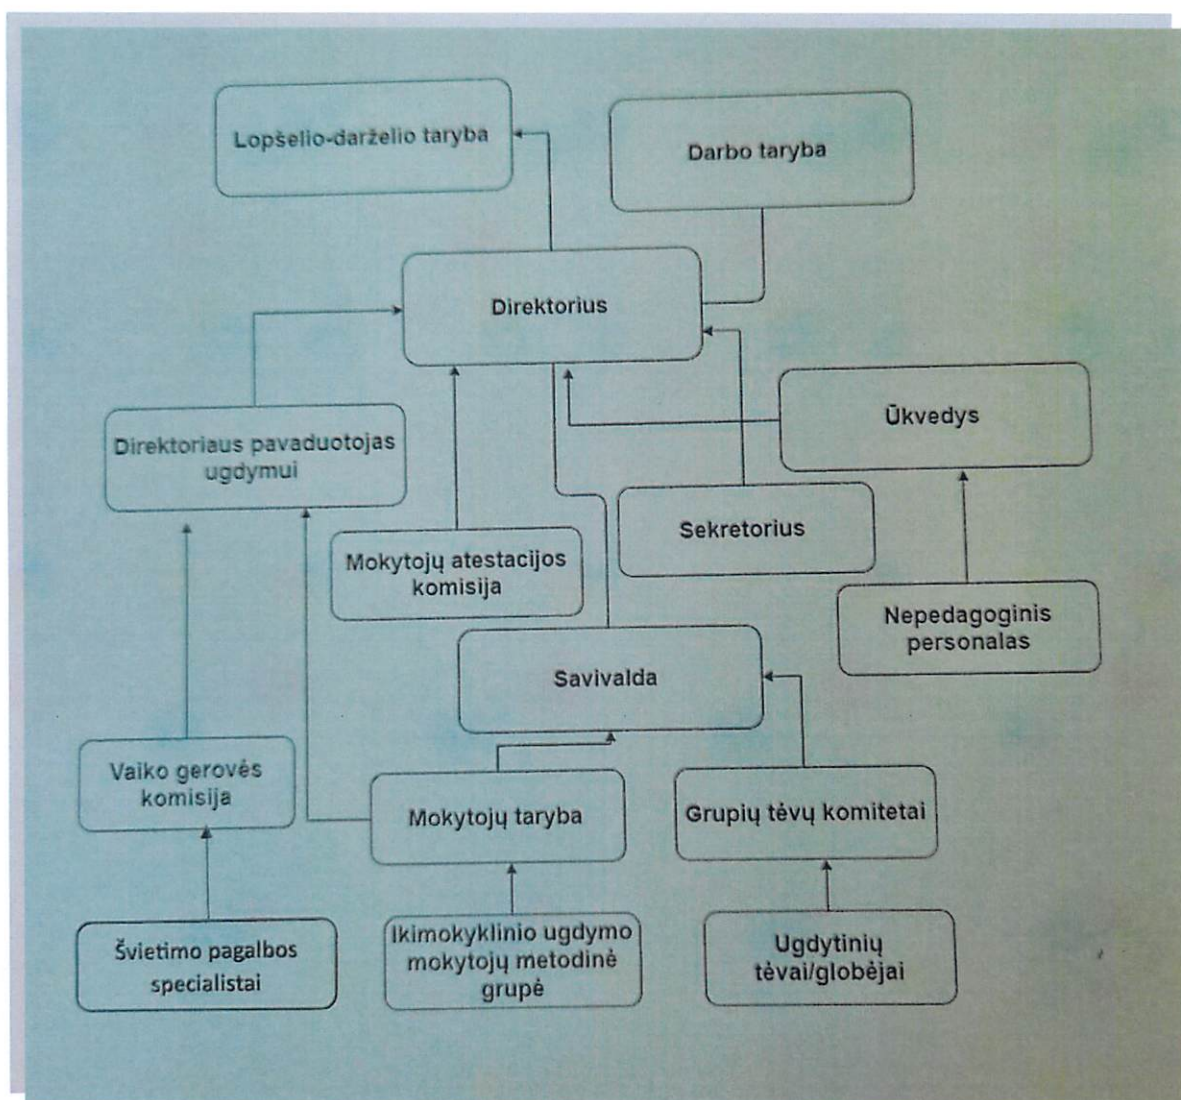 Lopšelio-darželio taryba
Darbo taryba
Direktorius
Direktoriaus pavaduotojas
ugdymui
Ūkvedys
Mokytojų atestacijos
komisija
Sekretorius
Nepedagoginis
personalas
Savivalda
Vaiko gerovės
komisija
Mokytojų taryba
Grupių tėvų komitetai
Švietimo pagalbos
specialistai
Ikimokyklinio ugdymo
mokytojų metodinė
grupė
Ugdytinių
tėvai/globėjai